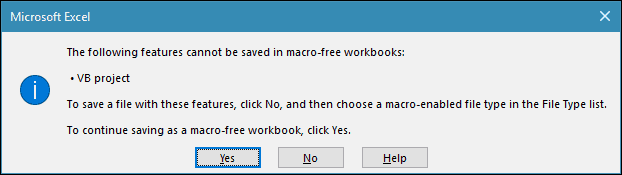 Microsoft Excel
The following features cannot be saved in macro-free workbooks:
• VB project
To save a file with these features, click No, and then choose a macro-enabled file type in the File Type list.
To continue saving as a macro-free workbook, click Yes.
Yes No Help